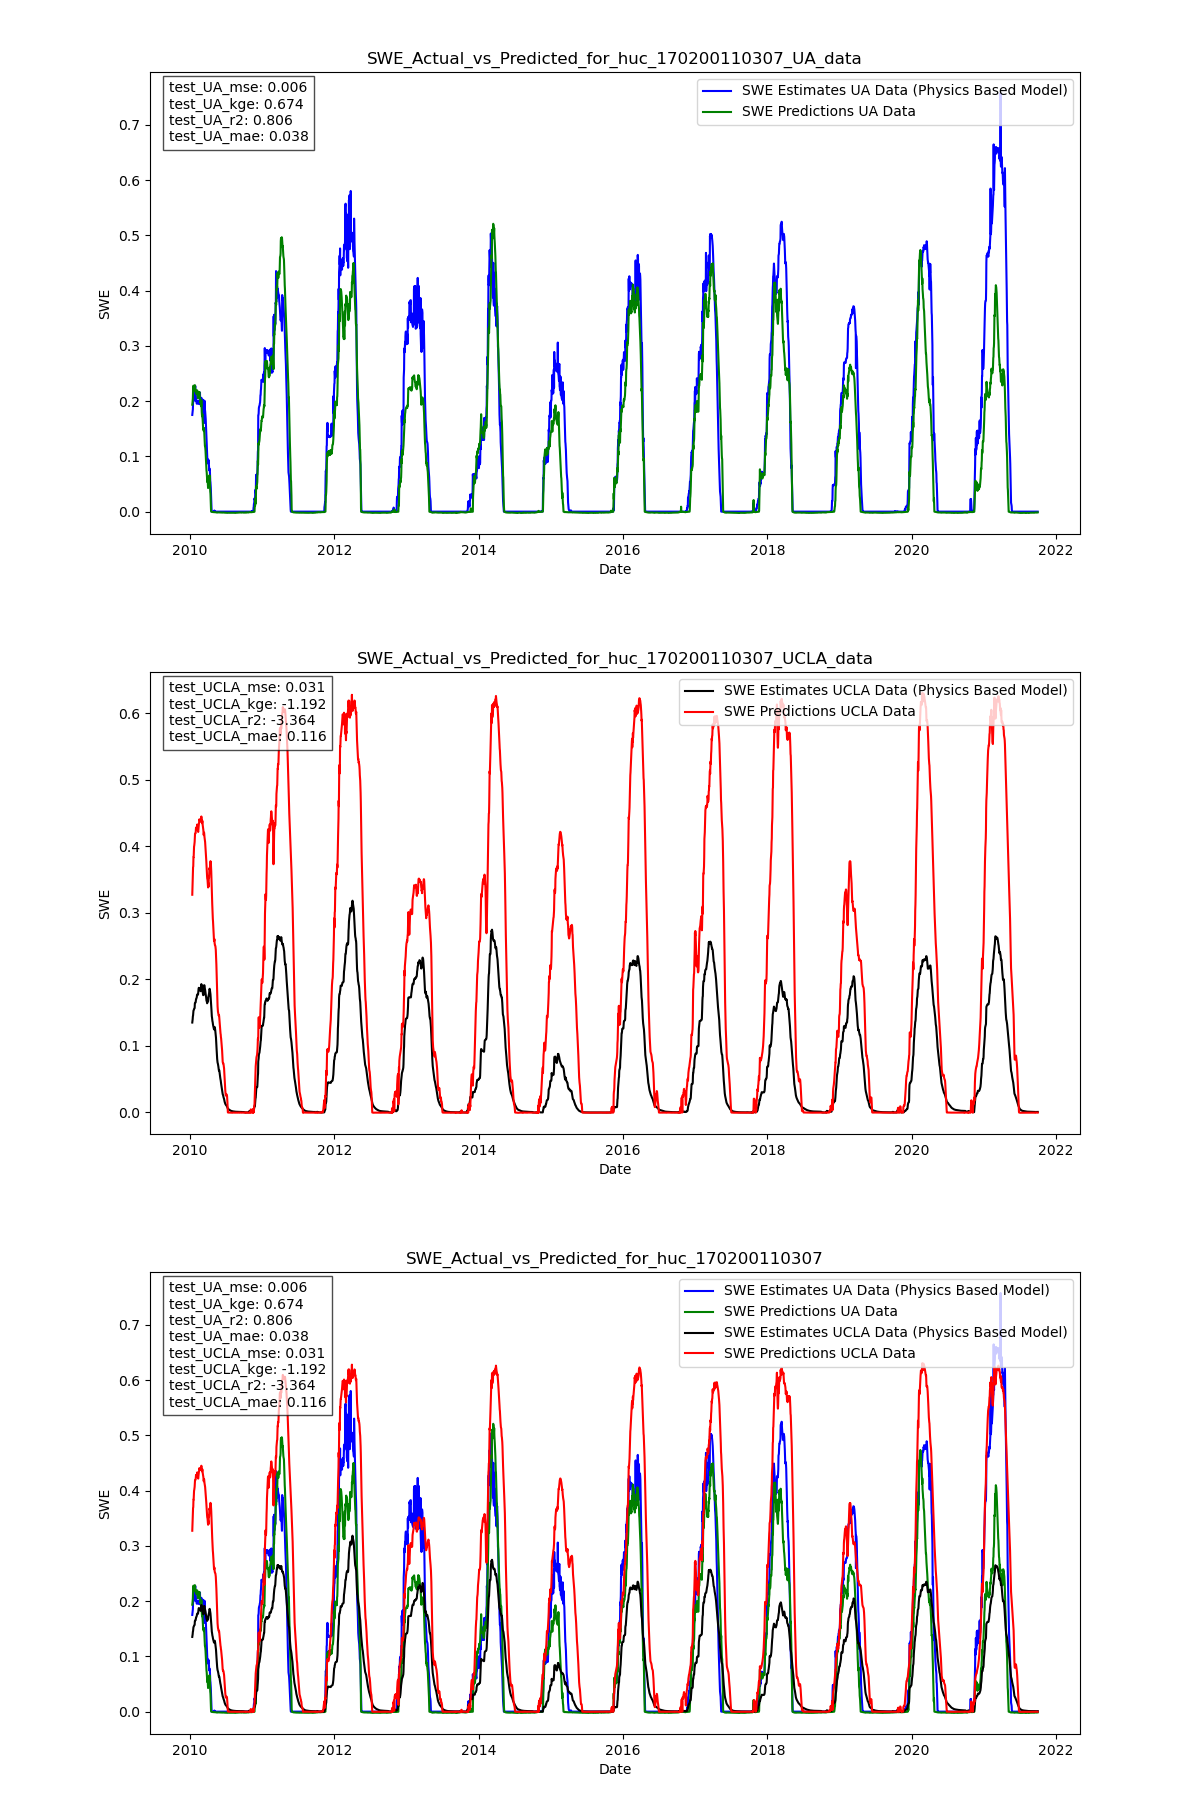 SWE_Actual_vs_Predicted_for_huc_170200110307_UA_data
test_UA_mse: 0.006
test_UA_kge: 0.674
test_UA_r2: 0.806
test_UA_mae: 0.038
SWE Estimates UA Data (Physics Based Model)
SWE Predictions UA Data
0.7
0.6
0.5
0.4
0.3
0.2
0.1
0.0
SWE
2010
2012
2014
2016
2018
2020
2022
Date
SWE_Actual_vs_Predicted_for_huc_170200110307_UCLA_data
test_UCLA_mse: 0.031
test_UCLA_kge: -1.192
test_UCLA_r2: -3.364
test_UCLA_mae: 0.116
SWE Estimates UCLA Data (Physics Based Model)
SWE Predictions UCLA Data
0.6
0.5
0.4
0.3
0.2
0.1
0.0
SWE
2010
2012
2014
2016
2018
2020
2022
Date
SWE_Actual_vs_Predicted_for_huc_170200110307
test_UA_mse: 0.006
test_UA_kge: 0.674
test_UA_r2: 0.806
test_UA_mae: 0.038
test_UCLA_mse: 0.031
test_UCLA_kge: -1.192
test_UCLA_r2: -3.364
test_UCLA_mae: 0.116
SWE Estimates UA Data (Physics Based Model)
SWE Predictions UA Data
SWE Estimates UCLA Data (Physics Based Model)
SWE Predictions UCLA Data
0.7
0.6
0.5
0.4
0.3
0.2
0.1
0.0
SWE
2010
2012
2014
2016
2018
2020
2022
Date